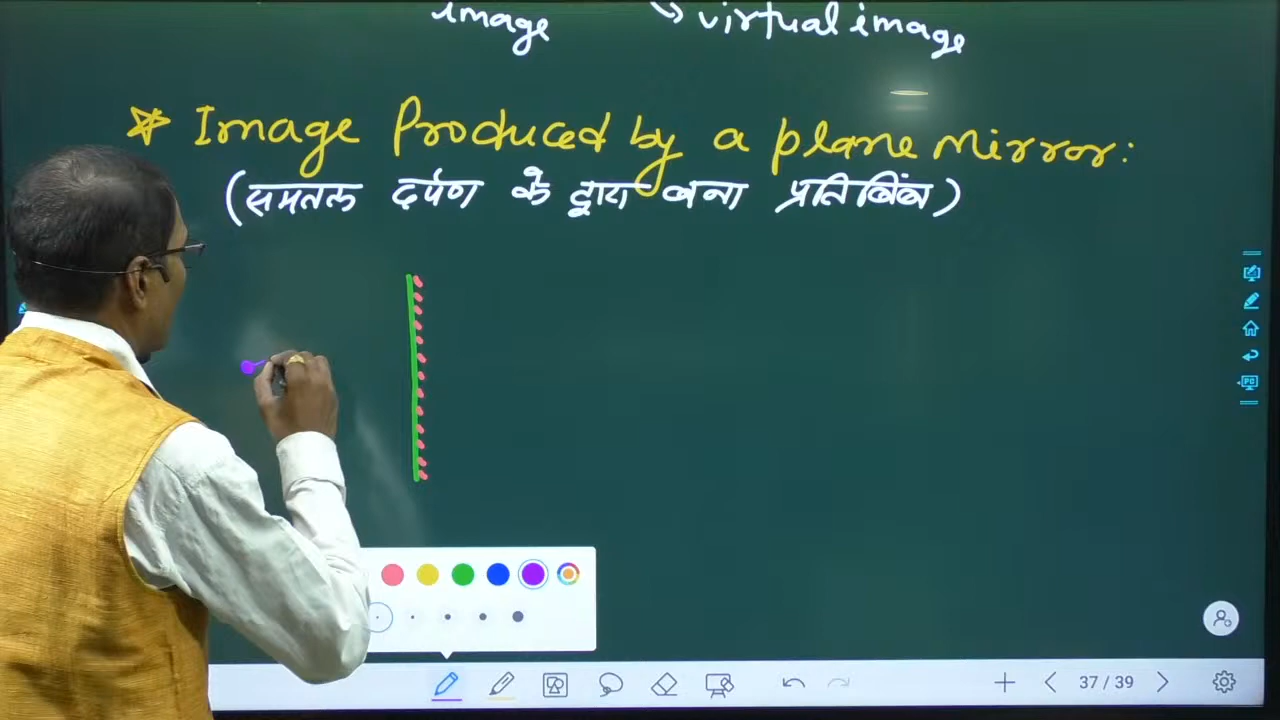 image ↳ virtual image
* Image Produced by a plane mirror:
(समतल दर्पण के द्वारा बना प्रतिबिंब)
37 / 39